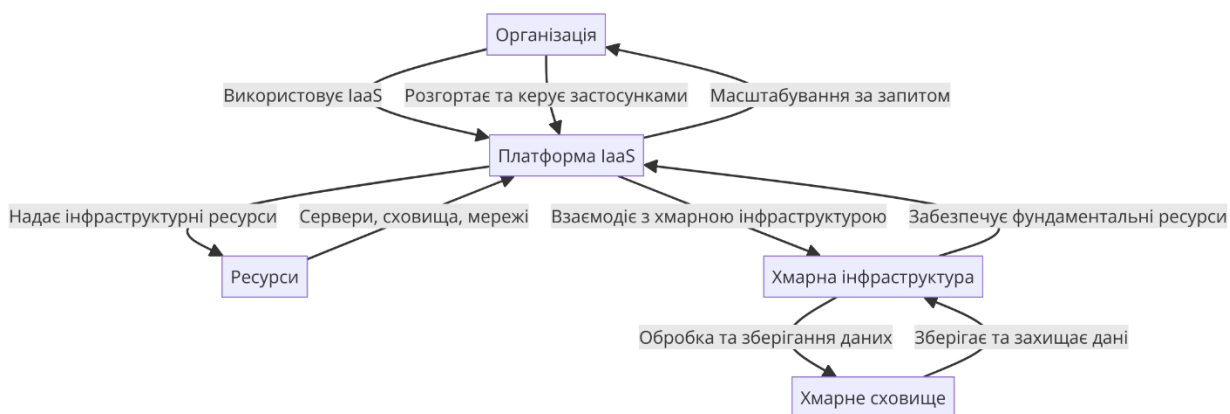 Організація
Використовує IaaS
Розгортає та керує застосунками
Масштабування за запитом
Платформа IaaS
Надає інфраструктурні ресурси
Сервери, сховища, мережі
Взаємодіє з хмарною інфраструктурою
Забезпечує фундаментальні ресурси
Ресурси
Хмарна інфраструктура
Обробка та зберігання даних
Зберігає та захищає дані
Хмарне сховище